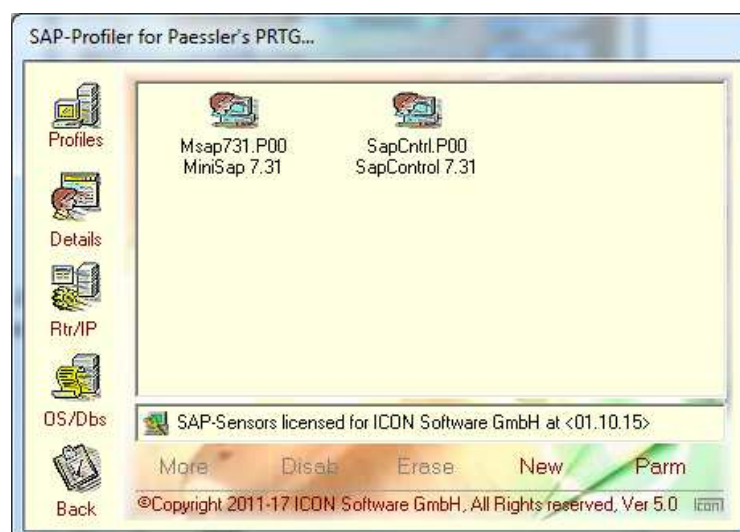 SAP-Profiler for Paessler's PRTG...
Profiles
Details
Rtr/IP
OS/Dbs
Back
Msap731.P00
MiniSap 7.31
SapCntrl.P00
SapControl 7.31
SAP-Sensors licensed for ICON Software GmbH at <01.10.15>
More Disab Erase New Parm
©Copyright 2011-17 ICON Software GmbH, All Rights reserved, Ver 5.0 Icon